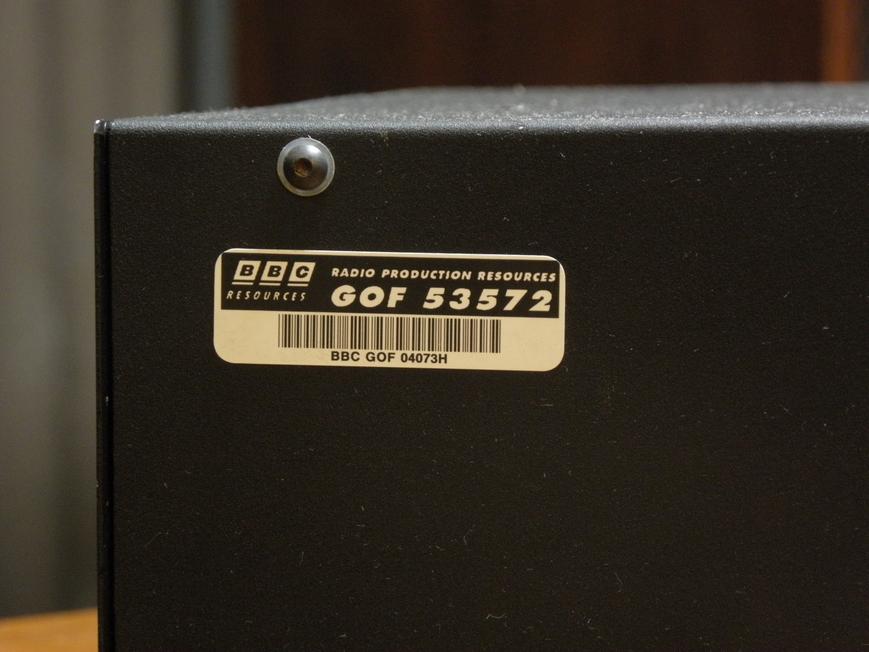 BBC RADIO PRODUCTION RESOURCES
RESOURCES GOF 53572
BBC GOF 04073H